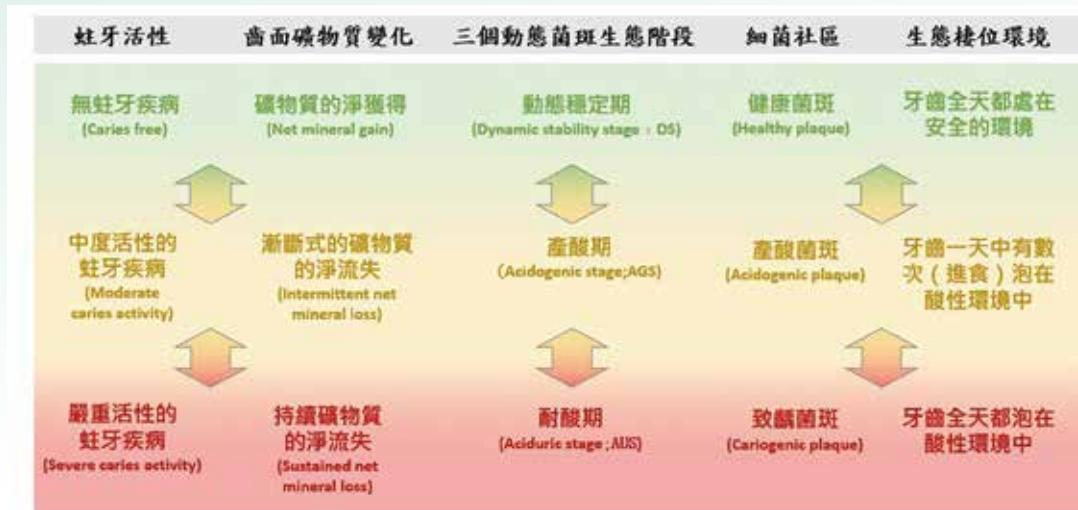 蛀牙活性 齒面礦物質變化 三個動態菌斑生態階段 細菌社區 生態棲位環境
無蛀牙疾病
(Caries free)
礦物質的淨獲得
(Net mineral gain)
動態穩定期
(Dynamic stability stage：DS)
健康菌斑
(Healthy plaque)
牙齒全天都處在
安全的環境
中度活性的
蛀牙疾病
(Moderate
caries activity)
漸斷式的礦物質
的淨流失
(Intermittent net
mineral loss)
產酸期
(Acidogenic stage;AGS)
產酸菌斑
(Acidogenic plaque)
牙齒一天中有數
次（進食）泡在
酸性環境中
嚴重活性的
蛀牙疾病
(Severe caries activity)
持續礦物質
的淨流失
(Sustained net
mineral loss)
耐酸期
(Aciduric stage;AUS)
致齲菌斑
(Cariogenic plaque)
牙齒全天都泡在
酸性環境中